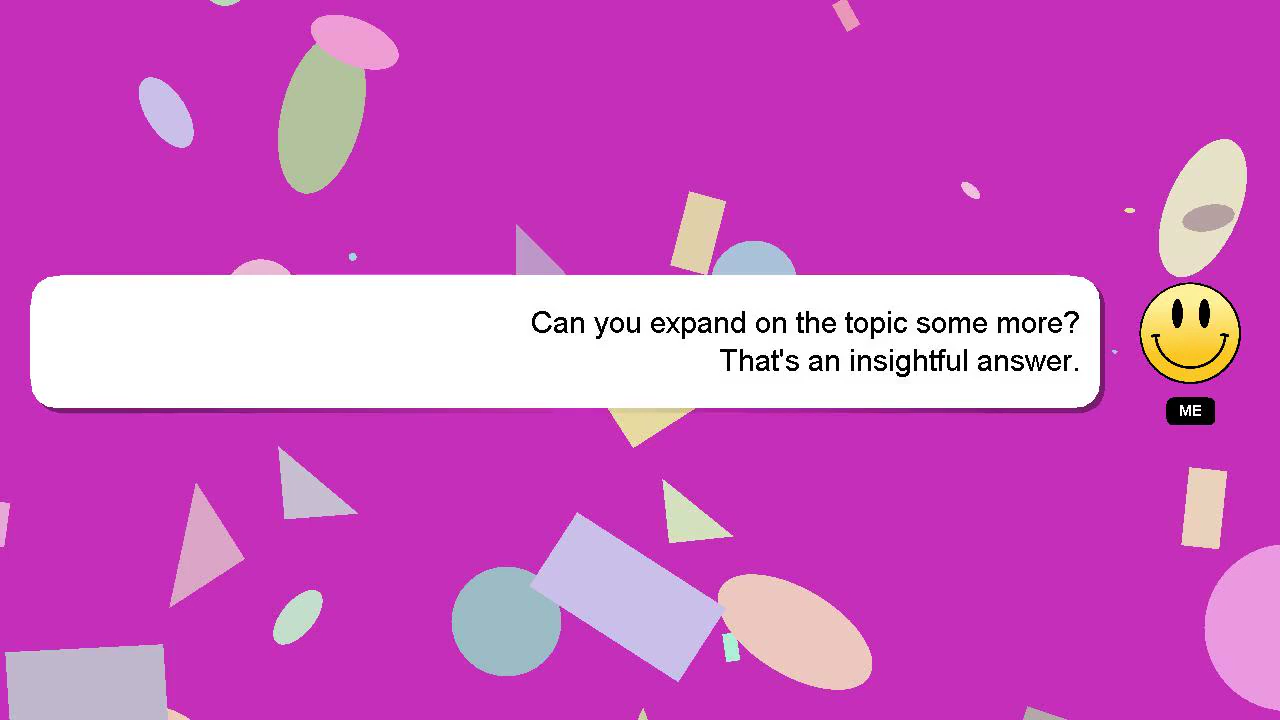 Can you expand on the topic some more?
That's an insightful answer.
ME